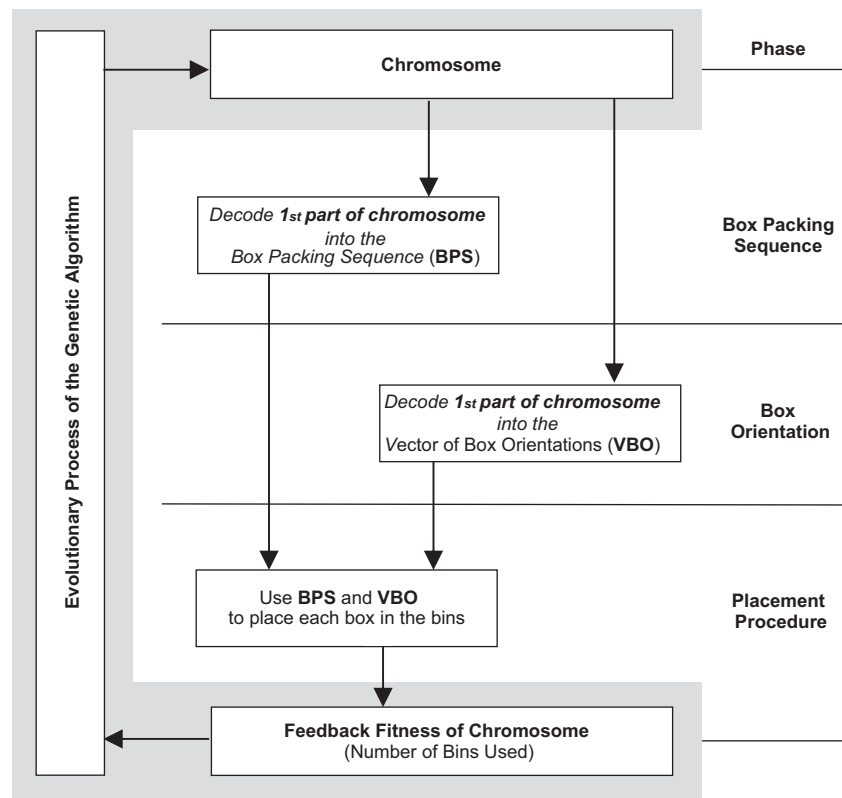 Evolutionary Process of the Genetic Algorithm
Chromosome
Phase
Decode 1st part of chromosome
into the
Box Packing Sequence (BPS)
Box Packing
Sequence
Decode 1st part of chromosome
into the
Vector of Box Orientations (VBO)
Box
Orientation
Use BPS and VBO
to place each box in the bins
Placement
Procedure
Feedback Fitness of Chromosome
(Number of Bins Used)